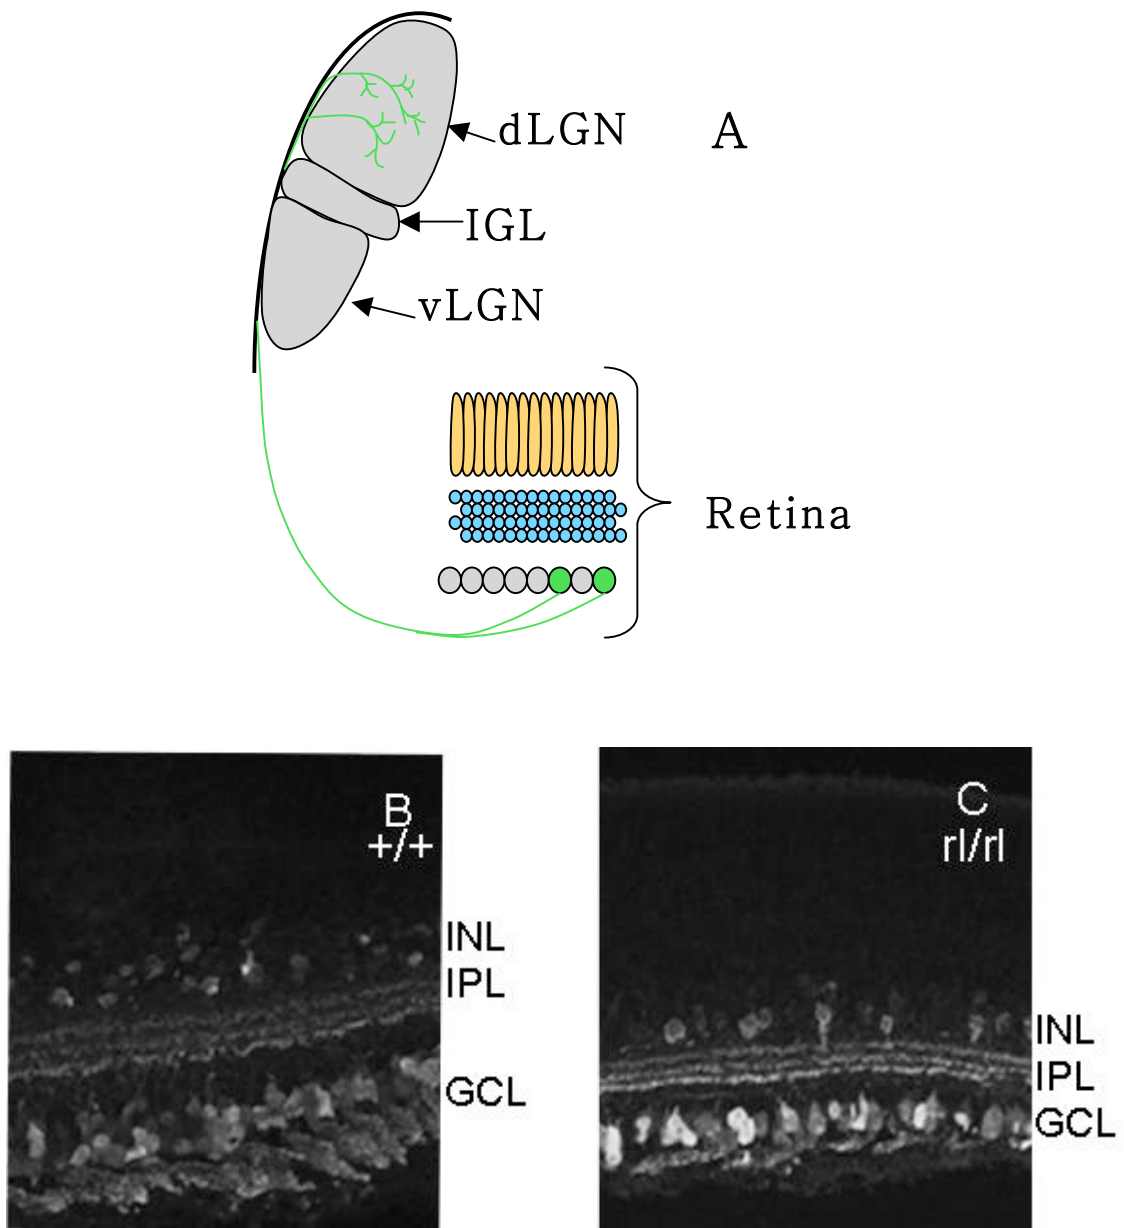 dLGN
A
IGL
vLGN
Retina
B
+/+
INL
IPL
GCL
C
rl/rl
INL
IPL
GCL